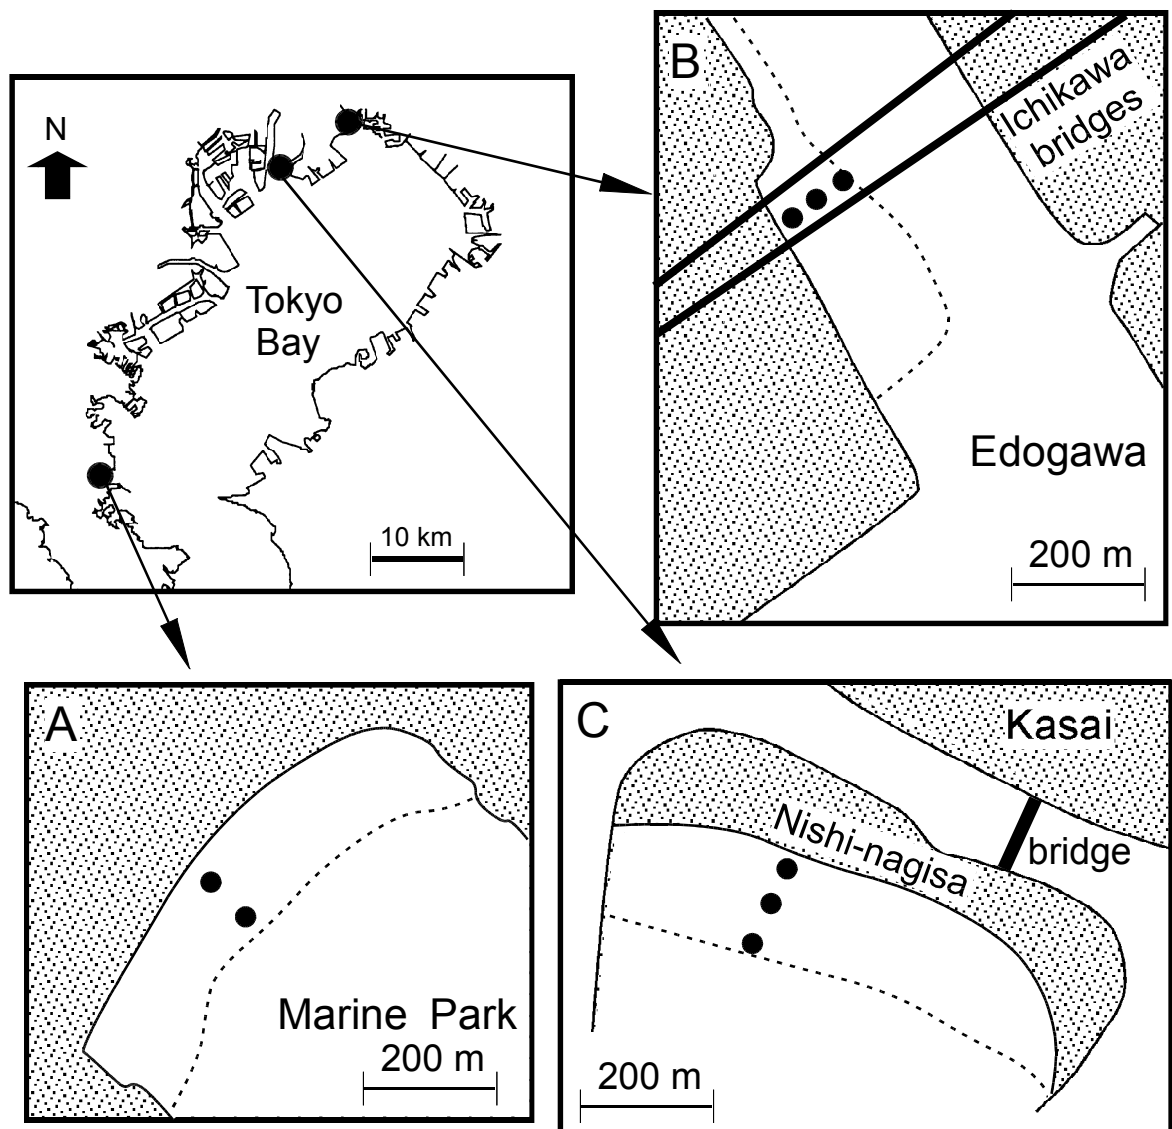 N
Tokyo
Bay
10 km
B
Ichikawa
bridges
Edogawa
200 m
A
Marine Park
200 m
C
Kasai
Nishi-nagisa
bridge
200 m